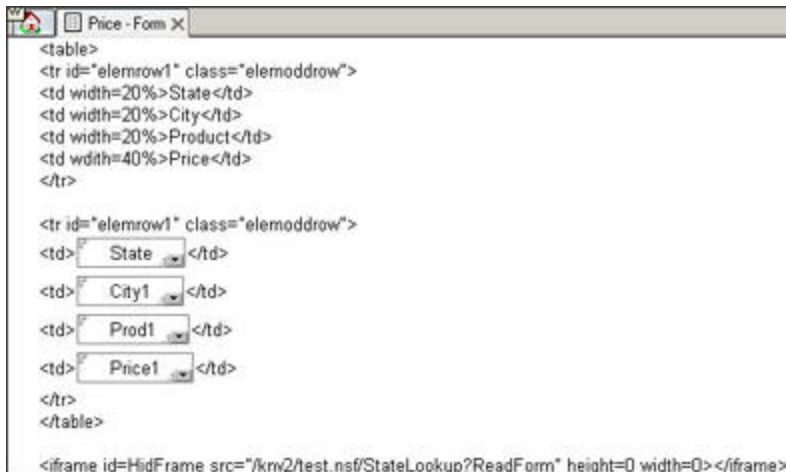 Price - Form
<table>
<tr id="elemrow1" class="elemoddrow">
<td width=20%>State</td>
<td width=20%>City</td>
<td width=20%>Product</td>
<td wdith=40%>Price</td>
</tr>
<tr id="elemrow1" class="elemoddrow">
<td> State </td>
<td> City1 </td>
<td> Prod1 </td>
<td> Price1 </td>
</tr>
</table>
<iframe id=HidFrame src="/kny2/test.nsf/StateLookup?ReadForm" height=0 width=0></iframe>